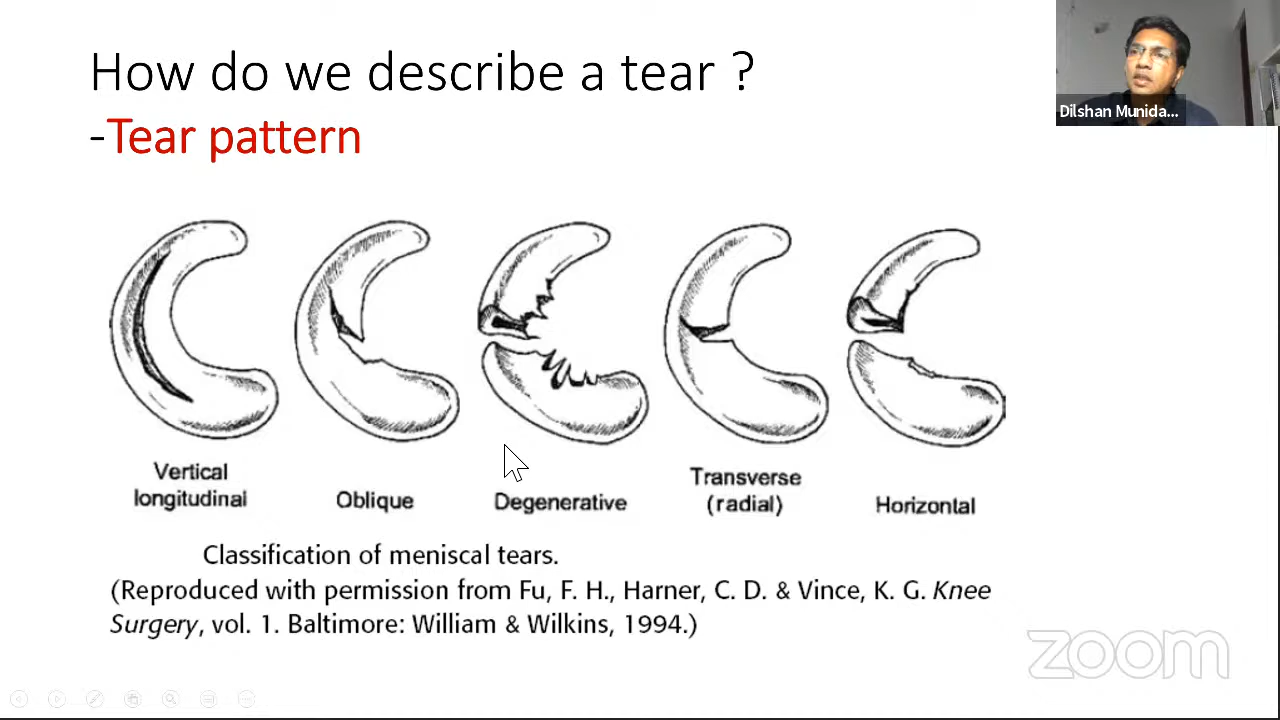 How do we describe a tear ?
-Tear pattern
Dilshan Munida...
Vertical
longitudinal
Oblique
Degenerative
Transverse
(radial)
Horizontal
Classification of meniscal tears.
(Reproduced with permission from Fu, F. H., Harner, C. D. & Vince, K. G. Knee
Surgery, vol. 1. Baltimore: William & Wilkins, 1994.)
zoom